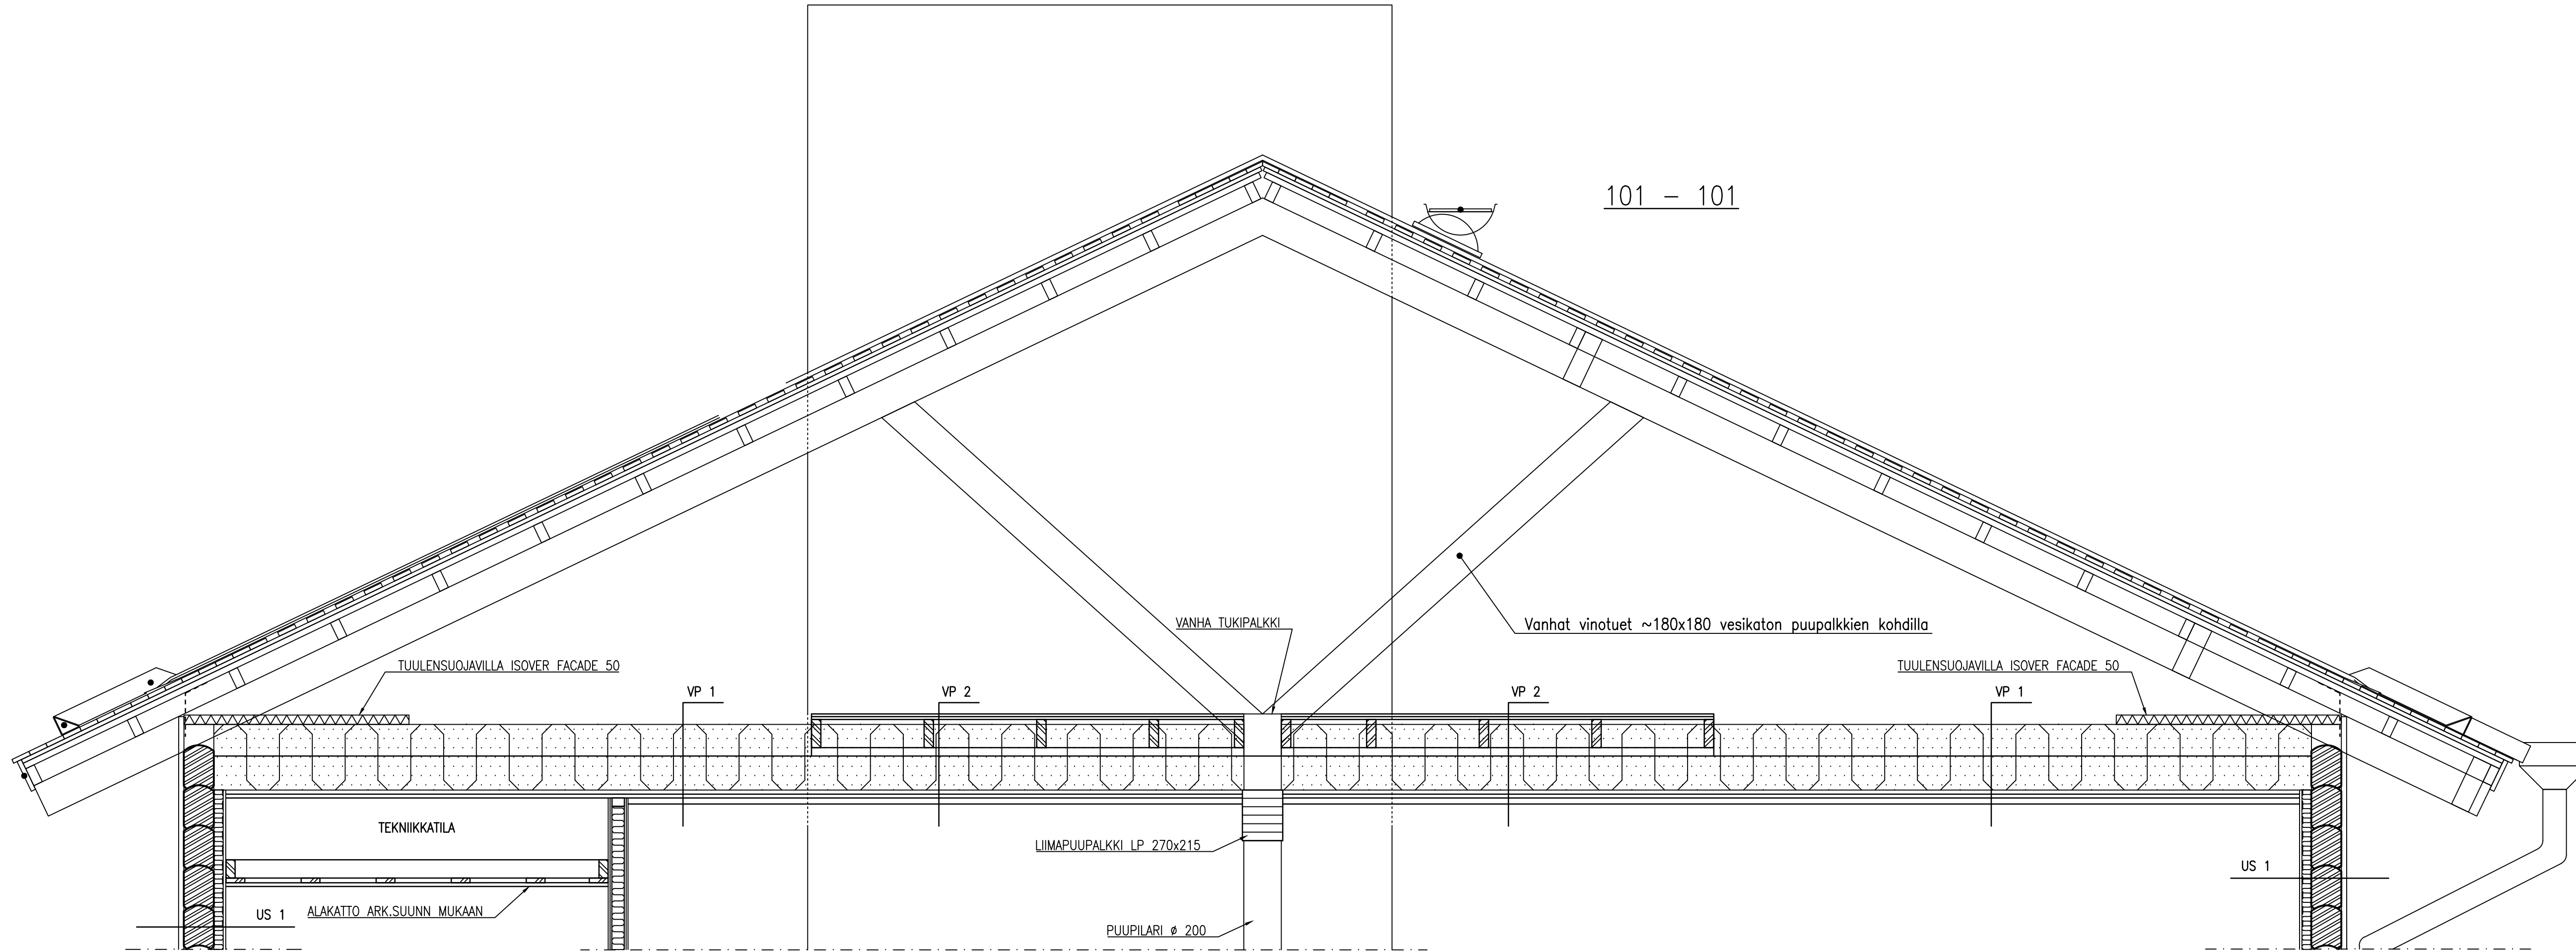 101 – 101
VANHA TUKIPALKKI
Vanhat vinotuet ~180x180 vesikaton puupalkkien kohdilla
TUULENSUOJAVILLA ISOVER FACADE 50
TUULENSUOJAVILLA ISOVER FACADE 50
VP 1
VP 2
VP 2
VP 1
TEKNIIKKATILA
LIIMAPUUPALKKI LP 270x215
US 1
ALAKATTO ARK.SUUNN MUKAAN
US 1
PUUPILARI ø 200